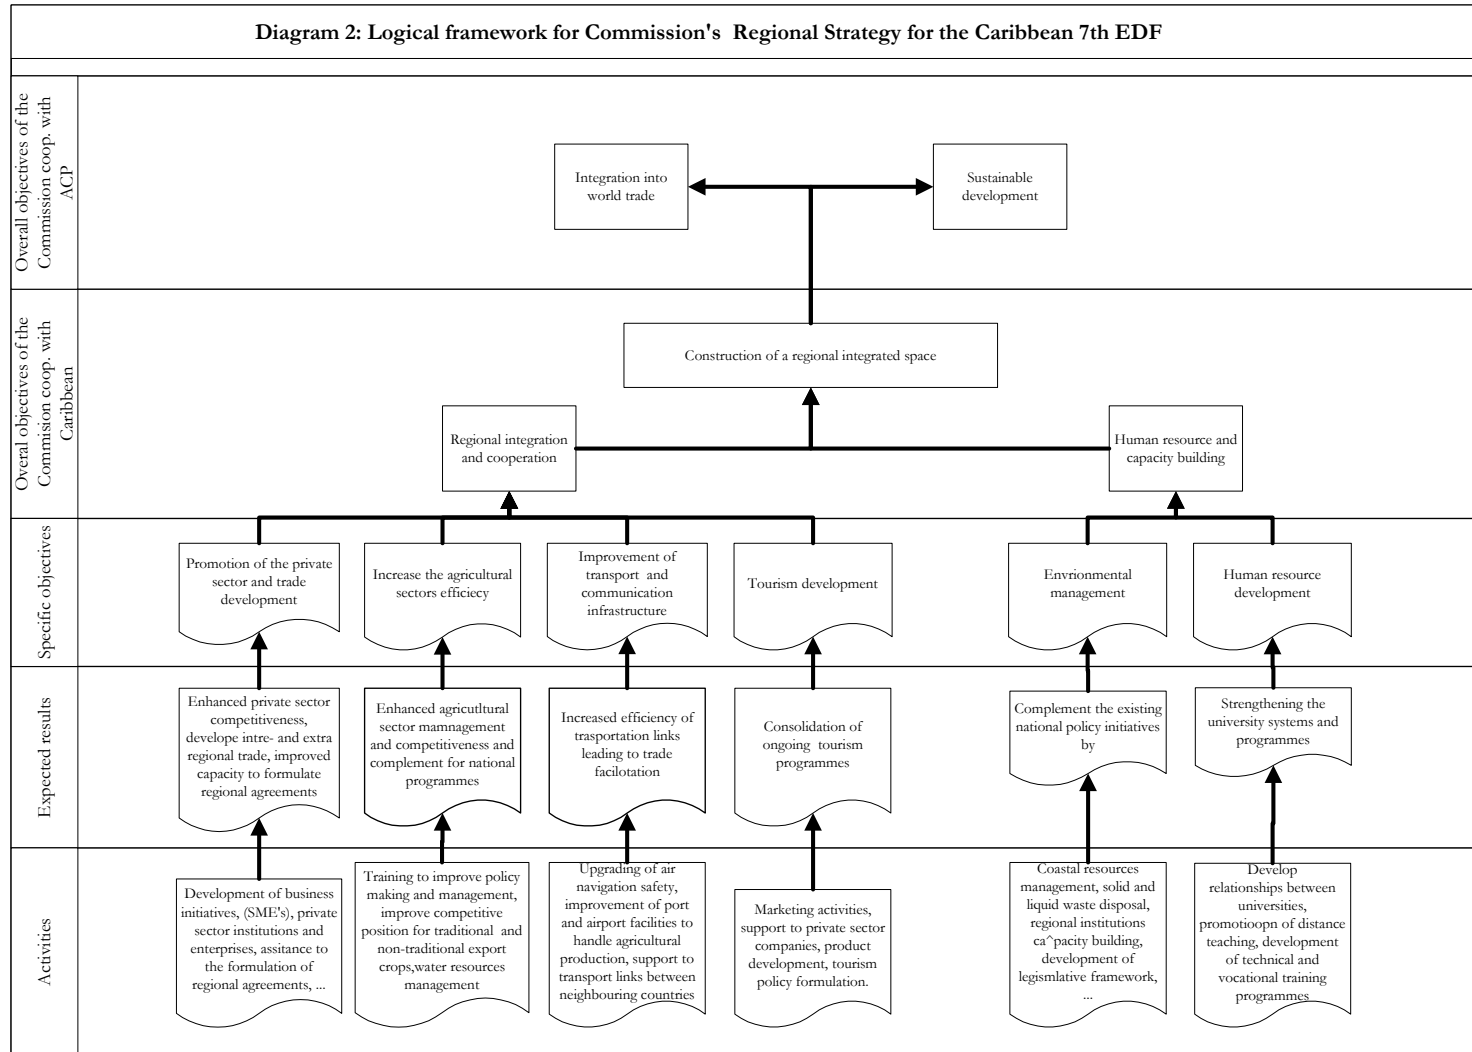 Diagram 2: Logical framework for Commission's Regional Strategy for the Caribbean 7th EDF
Overall objectives of the
Commission coop. with
ACP
Integration into
world trade
Sustainable
development
Overal objectives of the
Commision coop. with
Caribbean
Construction of a regional integrated space
Regional integration
and cooperation
Human resource and
capacity building
Specific objectives
Promotion of the private
sector and trade
development
Increase the agricultural
sectors efficiecy
Improvement of
transport and
communication
infrastructure
Tourism development
Envrionmental
management
Human resource
development
Expected results
Enhanced private sector
competitiveness,
develope intre- and extra
regional trade, improved
capacity to formulate
regional agreements
Enhanced agricutltural
sector mamnagement
and competitiveness and
complement for national
programmes
Increased efficiency of
trasportation links
leading to trade
facilotation
Consolidation of
ongoing tourism
programmes
Complement the existing
national policy initiatives
by
Strengthening the
university systems and
programmes
Activities
Development of business
initiatives, (SME's), private
sector institutions and
enterprises, assitance to
the formulation of
regional agreements, ...
Training to improve policy
making and management,
improve competitive
position for traditional and
non-traditional export
crops,water resources
management
Upgrading of air
navigation safety,
improvement of port
and airport facilities to
handle agricultural
production, support to
transport links between
neighbouring countries
Marketing activities,
support to private sector
companies, product
development, tourism
policy formulation.
Coastal resources
management, solid and
liquid waste disposal,
regional institutions
ca^pacity building,
development of
legismlative framework,
...
Develop
relationships between
universities,
promotioopn of distance
teaching, development
of technical and
vocational training
programmes